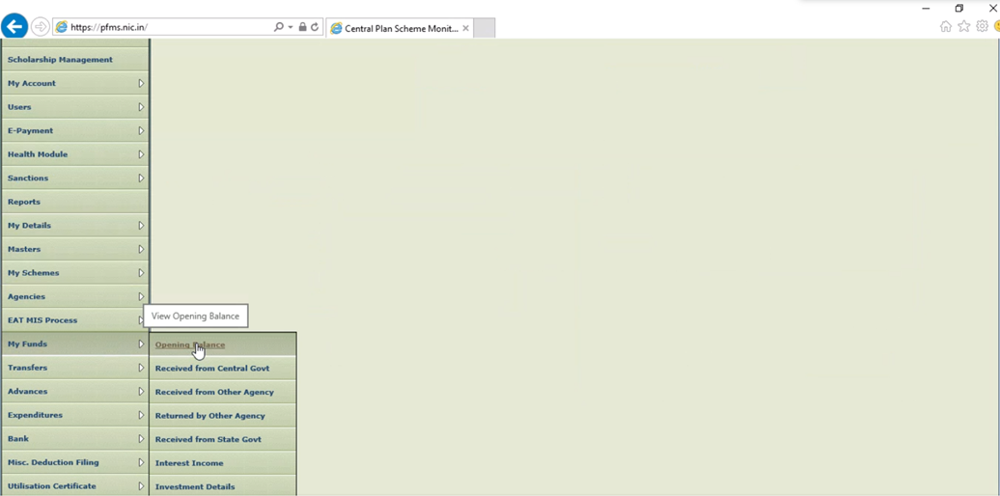 https://pfms.nic.in/
Central Plan Scheme Monit...
Scholarship Management
My Account
Users
E-Payment
Health Module
Sanctions
Reports
My Details
Masters
My Schemes
Agencies
EAT MIS Process
View Opening Balance
My Funds
Opening Balance
Transfers
Received from Central Govt
Advances
Received from Other Agency
Expenditures
Returned by Other Agency
Bank
Received from State Govt
Misc. Deduction Filing
Interest Income
Utilisation Certificate
Investment Details